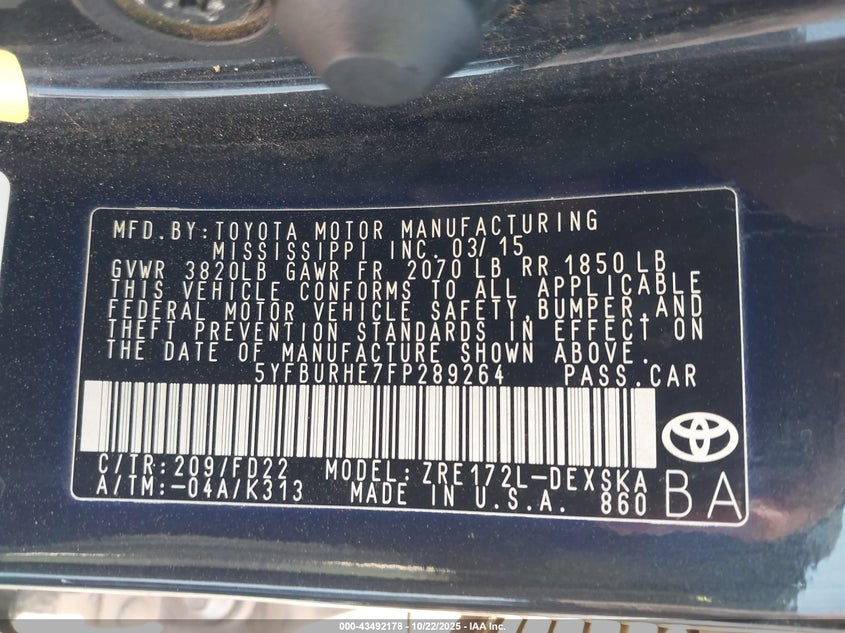 MFD.BY:TOYOTA MOTOR MANUFACTURING
MISSISSIPPI INC. 03/15
GVWR 3820LB GAWR FR 2070 LB RR 1850 LB
THIS VEHICLE CONFORMS TO ALL APPLICABLE
FEDERAL MOTOR VEHICLE SAFETY,BUMPER,AND
THEFT PREVENTION STANDARDS IN EFFECT ON
THE DATE OF MANUFACTURE SHOWN ABOVE.
5YFBURHE7FP289264 PASS.CAR
C/TR:209/FD22 MODEL:ZRE172L-DEXSKA
A/TM:-04A/K313 MADE IN U.S.A. 860
BA
000-43492178 - 10/22/2025 - IAA Inc.